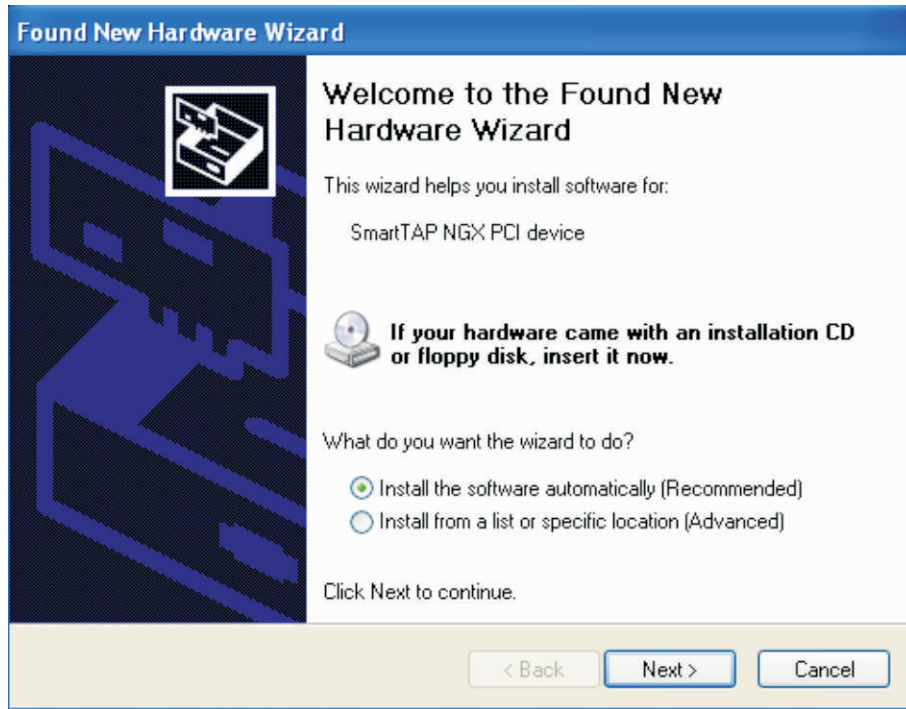 Found New Hardware Wizard
Welcome to the Found New
Hardware Wizard
This wizard helps you install software for:
SmartTAP NGX PCI device
If your hardware came with an installation CD
or floppy disk, insert it now.
What do you want the wizard to do?
Install the software automatically (Recommended)
Install from a list or specific location (Advanced)
Click Next to continue.
< Back Next > Cancel